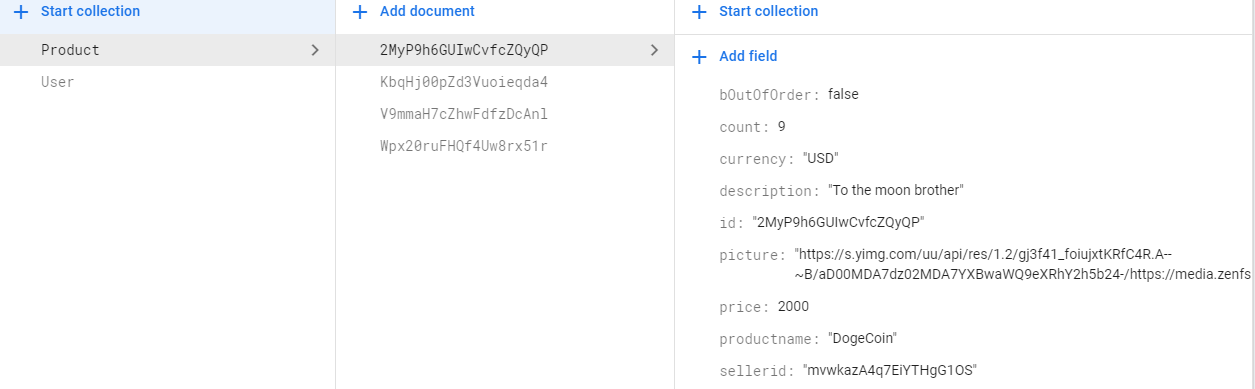 Start collection
Product
User
Add document
2MyP9h6GUIwCvfcZQyQP
KbqHj00pZd3Vuoieqda4
V9mmaH7cZhwFdfzDcAnl
Wpx20ruFHQf4Uw8rx51r
Start collection
Add field
bOutOfOrder: false
count: 9
currency: "USD"
description: "To the moon brother"
id: "2MyP9h6GUIwCvfcZQyQP"
picture: "https://s.yimg.com/uu/api/res/1.2/gj3f41_foiujxtKRfC4R.A--
~B/aD00MDA7dz02MDA7YXBwaWQ9eXRhY2h5b24-/https://media.zenfs
price: 2000
productname: "DogeCoin"
sellerid: "mvwkazA4q7EiYTHgG1OS"